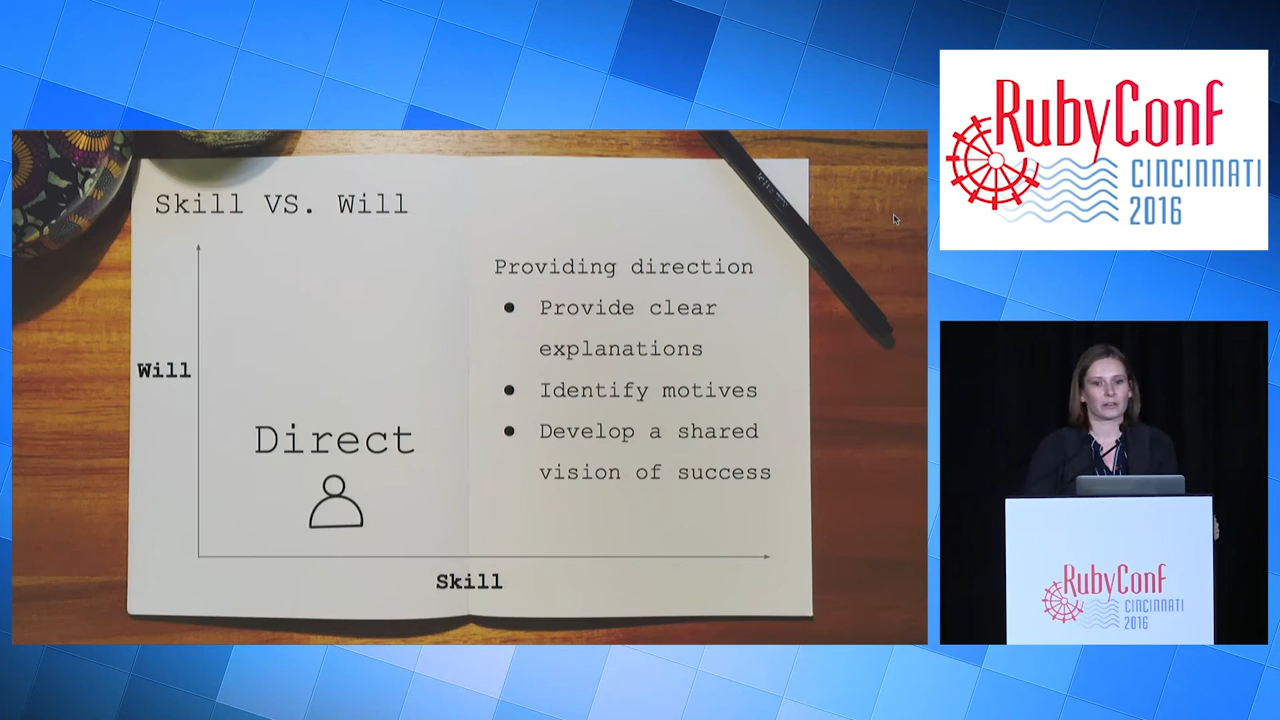 Skill VS. Will
Will
Direct
Skill
Providing direction
● Provide clear
explanations
● Identify motives
● Develop a shared
vision of success
RubyConf
CINCINNATI
2016
RubyConf
CINCINNATI
2016